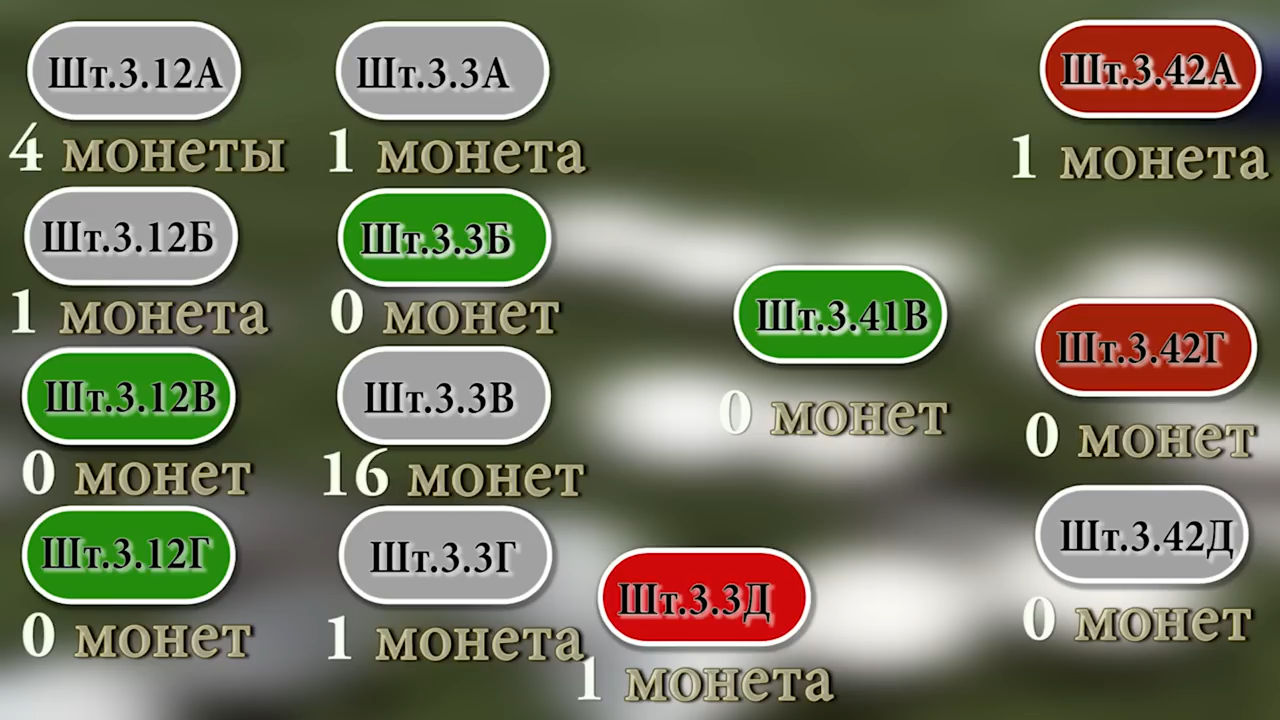 Шт.3.12А
4 монеты
Шт.3.12Б
1 монета
Шт.3.12В
0 монет
Шт.3.12Г
0 монет
Шт.3.3А
1 монета
Шт.3.3Б
0 монет
Шт.3.3В
16 монет
Шт.3.3Г
1 монета
Шт.3.3Д
1 монета
Шт.3.41В
0 монет
Шт.3.42А
1 монета
Шт.3.42Г
0 монет
Шт.3.42Д
0 монет